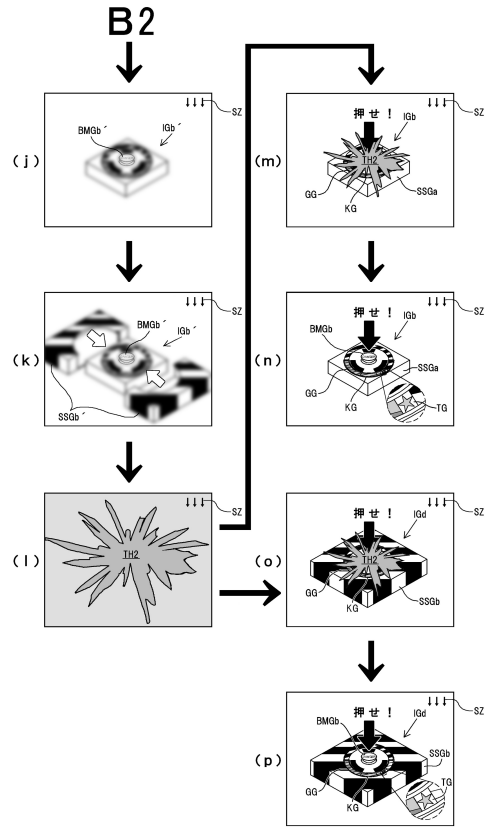 B2
(j)
SZ
BMGb´
IGb´
(k)
SZ
BMGb´
IGb´
SSGb´
(l)
SZ
TH2
(m)
SZ
押せ！
IGb
TH2
GG
SSGa
KG
(n)
SZ
押せ！
BMGb
IGb
GG
SSGa
KG
TG
(o)
SZ
押せ！
IGd
TH2
GG
KG
SSGb
(p)
SZ
押せ！
BMGb
IGd
SSGb
GG
KG
TG